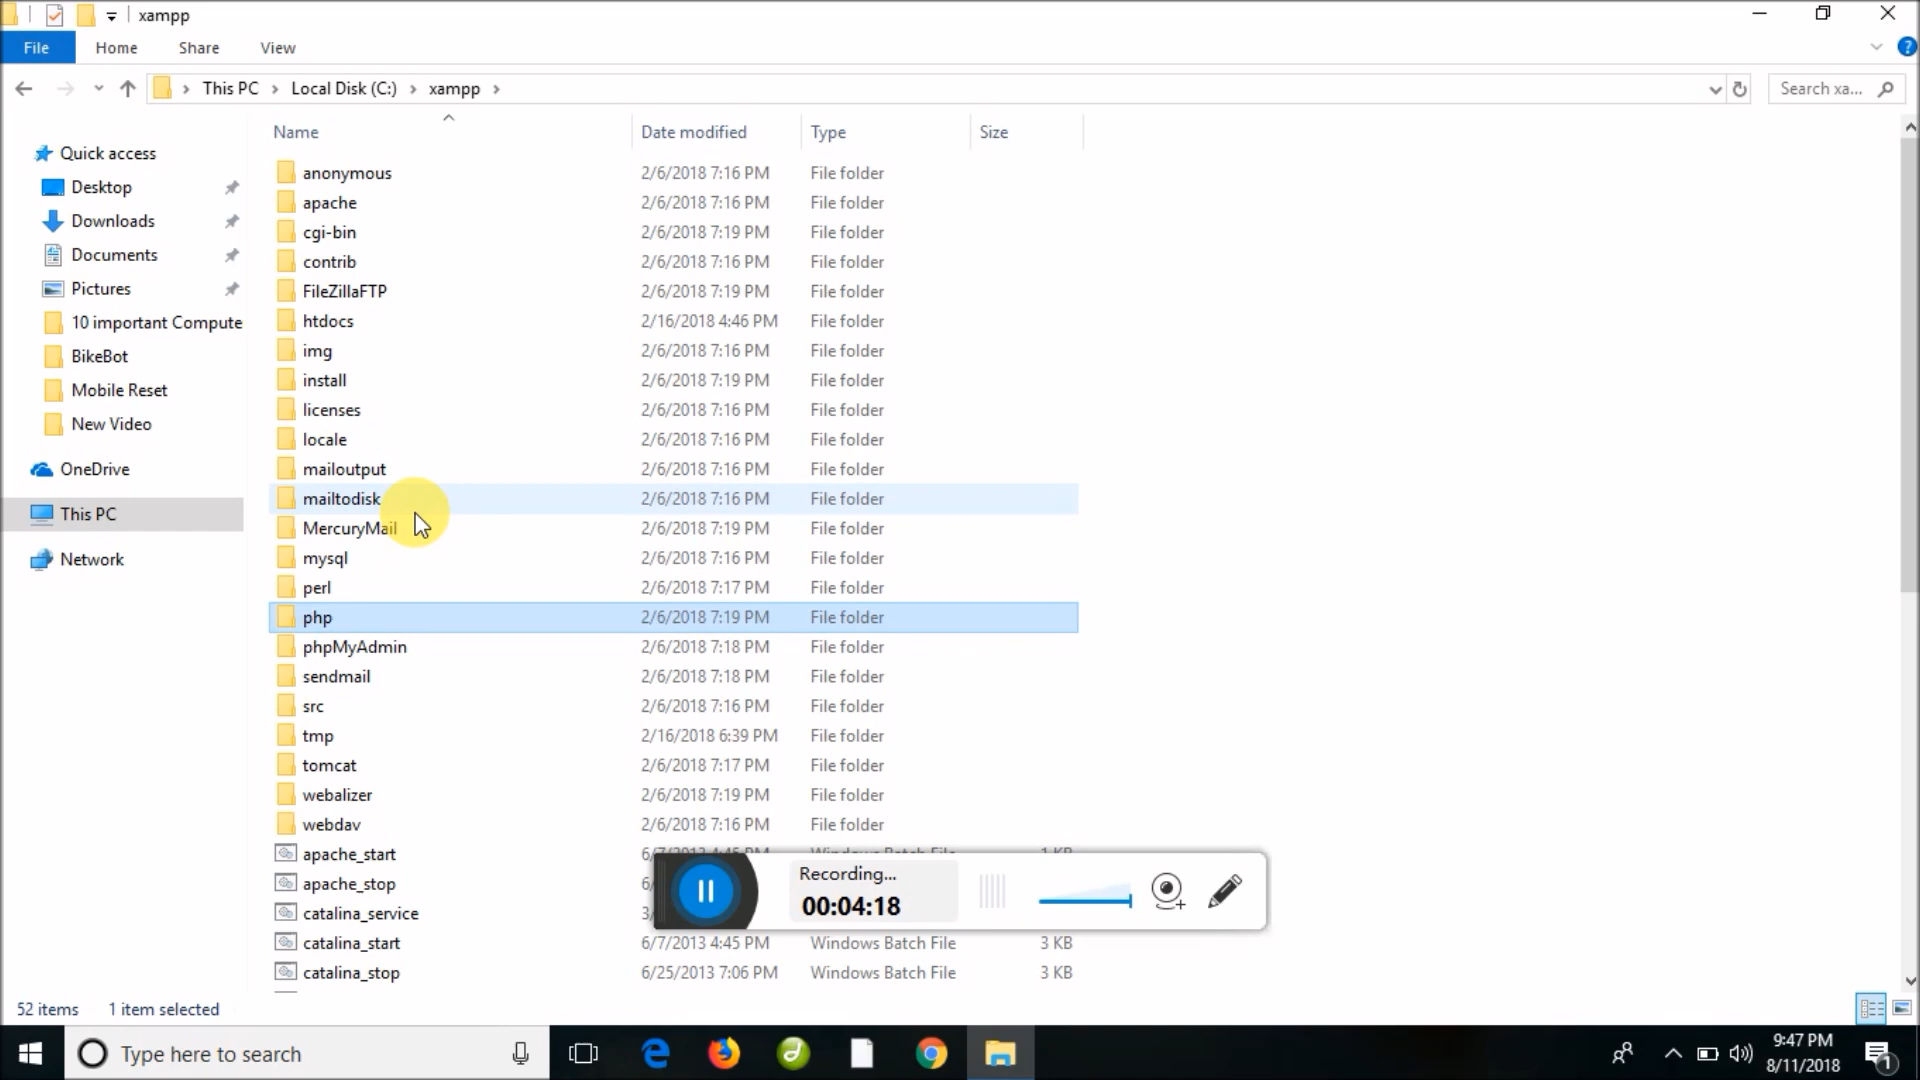 xampp
File Home Share View
This PC Local Disk (C:) xampp
Search xa...
Name Date modified Type Size
Quick access
Desktop
Downloads
Documents
Pictures
10 important Compute
BikeBot
Mobile Reset
New Video
OneDrive
This PC
Network
anonymous 2/6/2018 7:16 PM File folder
apache 2/6/2018 7:16 PM File folder
cgi-bin 2/6/2018 7:19 PM File folder
contrib 2/6/2018 7:16 PM File folder
FileZillaFTP 2/6/2018 7:19 PM File folder
htdocs 2/16/2018 4:46 PM File folder
img 2/6/2018 7:16 PM File folder
install 2/6/2018 7:19 PM File folder
licenses 2/6/2018 7:16 PM File folder
locale 2/6/2018 7:16 PM File folder
mailoutput 2/6/2018 7:16 PM File folder
mailtodisk 2/6/2018 7:16 PM File folder
MercuryMail 2/6/2018 7:19 PM File folder
mysql 2/6/2018 7:16 PM File folder
perl 2/6/2018 7:17 PM File folder
php 2/6/2018 7:19 PM File folder
phpMyAdmin 2/6/2018 7:18 PM File folder
sendmail 2/6/2018 7:18 PM File folder
src 2/6/2018 7:16 PM File folder
tmp 2/16/2018 6:39 PM File folder
tomcat 2/6/2018 7:17 PM File folder
webalizer 2/6/2018 7:19 PM File folder
webdav 2/6/2018 7:16 PM File folder
apache_start
apache_stop
catalina_service
catalina_start 6/7/2013 4:45 PM Windows Batch File 3 KB
catalina_stop 6/25/2013 7:06 PM Windows Batch File 3 KB
Recording...
00:04:18
52 items 1 item selected
Type here to search
9:47 PM
8/11/2018
1